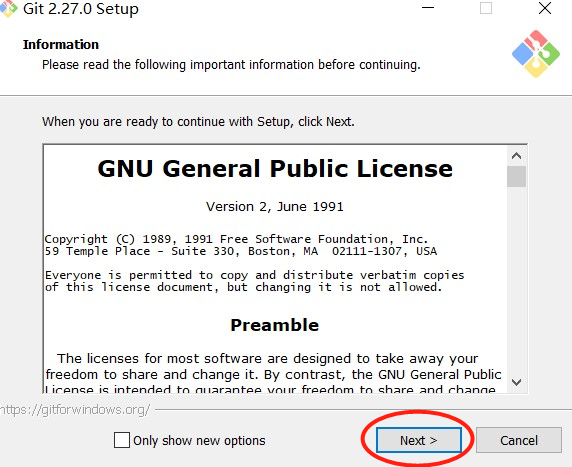 Git 2.27.0 Setup
Information
Please read the following important information before continuing.
When you are ready to continue with Setup, click Next.
GNU General Public License
Version 2, June 1991
Copyright (C) 1989, 1991 Free Software Foundation, Inc.
59 Temple Place - Suite 330, Boston, MA  02111-1307, USA
Everyone is permitted to copy and distribute verbatim copies
of this license document, but changing it is not allowed.
Preamble
The licenses for most software are designed to take away your
freedom to share and change it. By contrast, the GNU General Public
License is intended to guarantee your freedom to share and change
https://gitforwindows.org/
Only show new options
Next >
Cancel